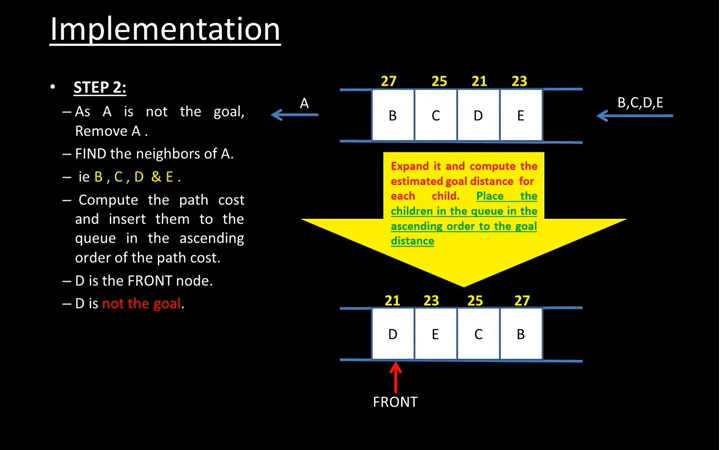 Implementation
• STEP 2:
– As A is not the goal,
Remove A .
– FIND the neighbors of A.
– ie B , C , D & E .
– Compute the path cost
and insert them to the
queue in the ascending
order of the path cost.
– D is the FRONT node.
– D is not the goal.
27 25 21 23
A
B C D E
B,C,D,E
Expand it and compute the
estimated goal distance for
each child. Place the
children in the queue in the
ascending order to the goal
distance
21 23 25 27
D E C B
FRONT